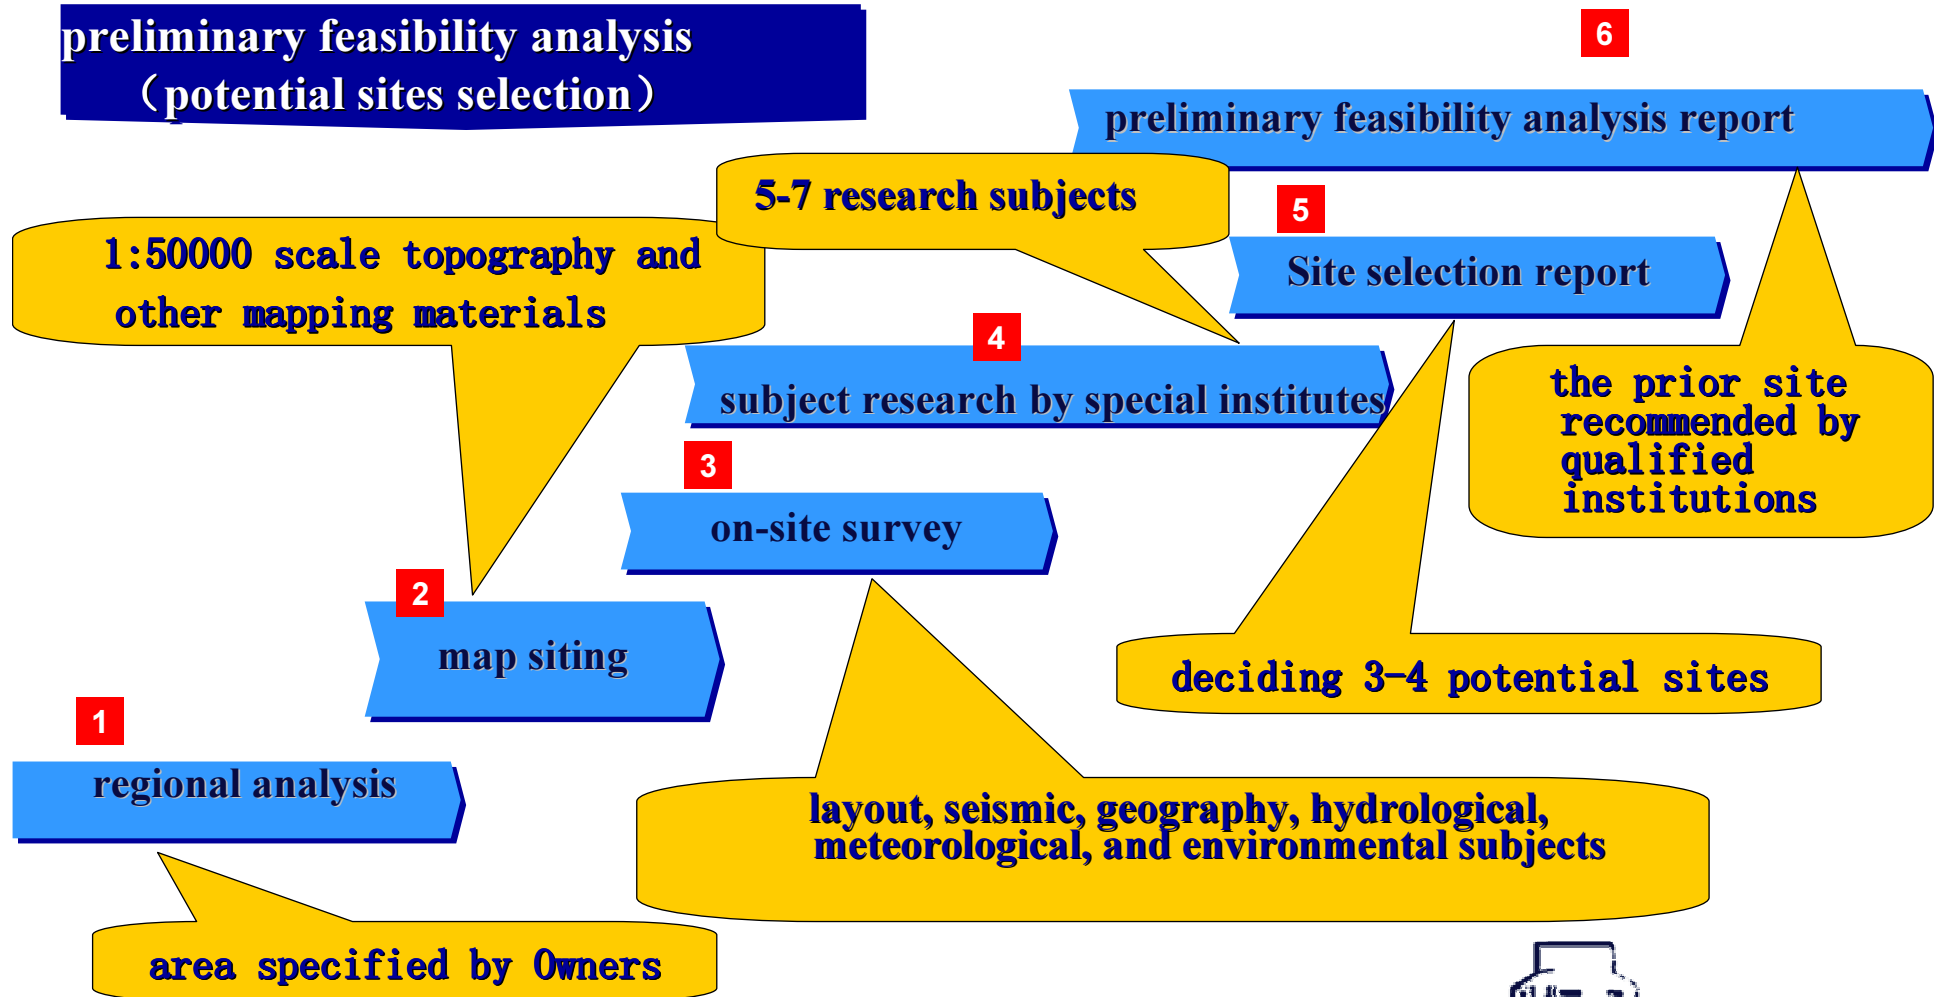 preliminary feasibility analysis
（potential sites selection）
6
preliminary feasibility analysis report
5-7 research subjects
5
Site selection report
1:50000 scale topography and
other mapping materials
4
subject research by special institutes
the prior site
recommended by
qualified
institutions
3
on-site survey
2
map siting
deciding 3-4 potential sites
1
regional analysis
layout, seismic, geography, hydrological,
meteorological, and environmental subjects
area specified by Owners